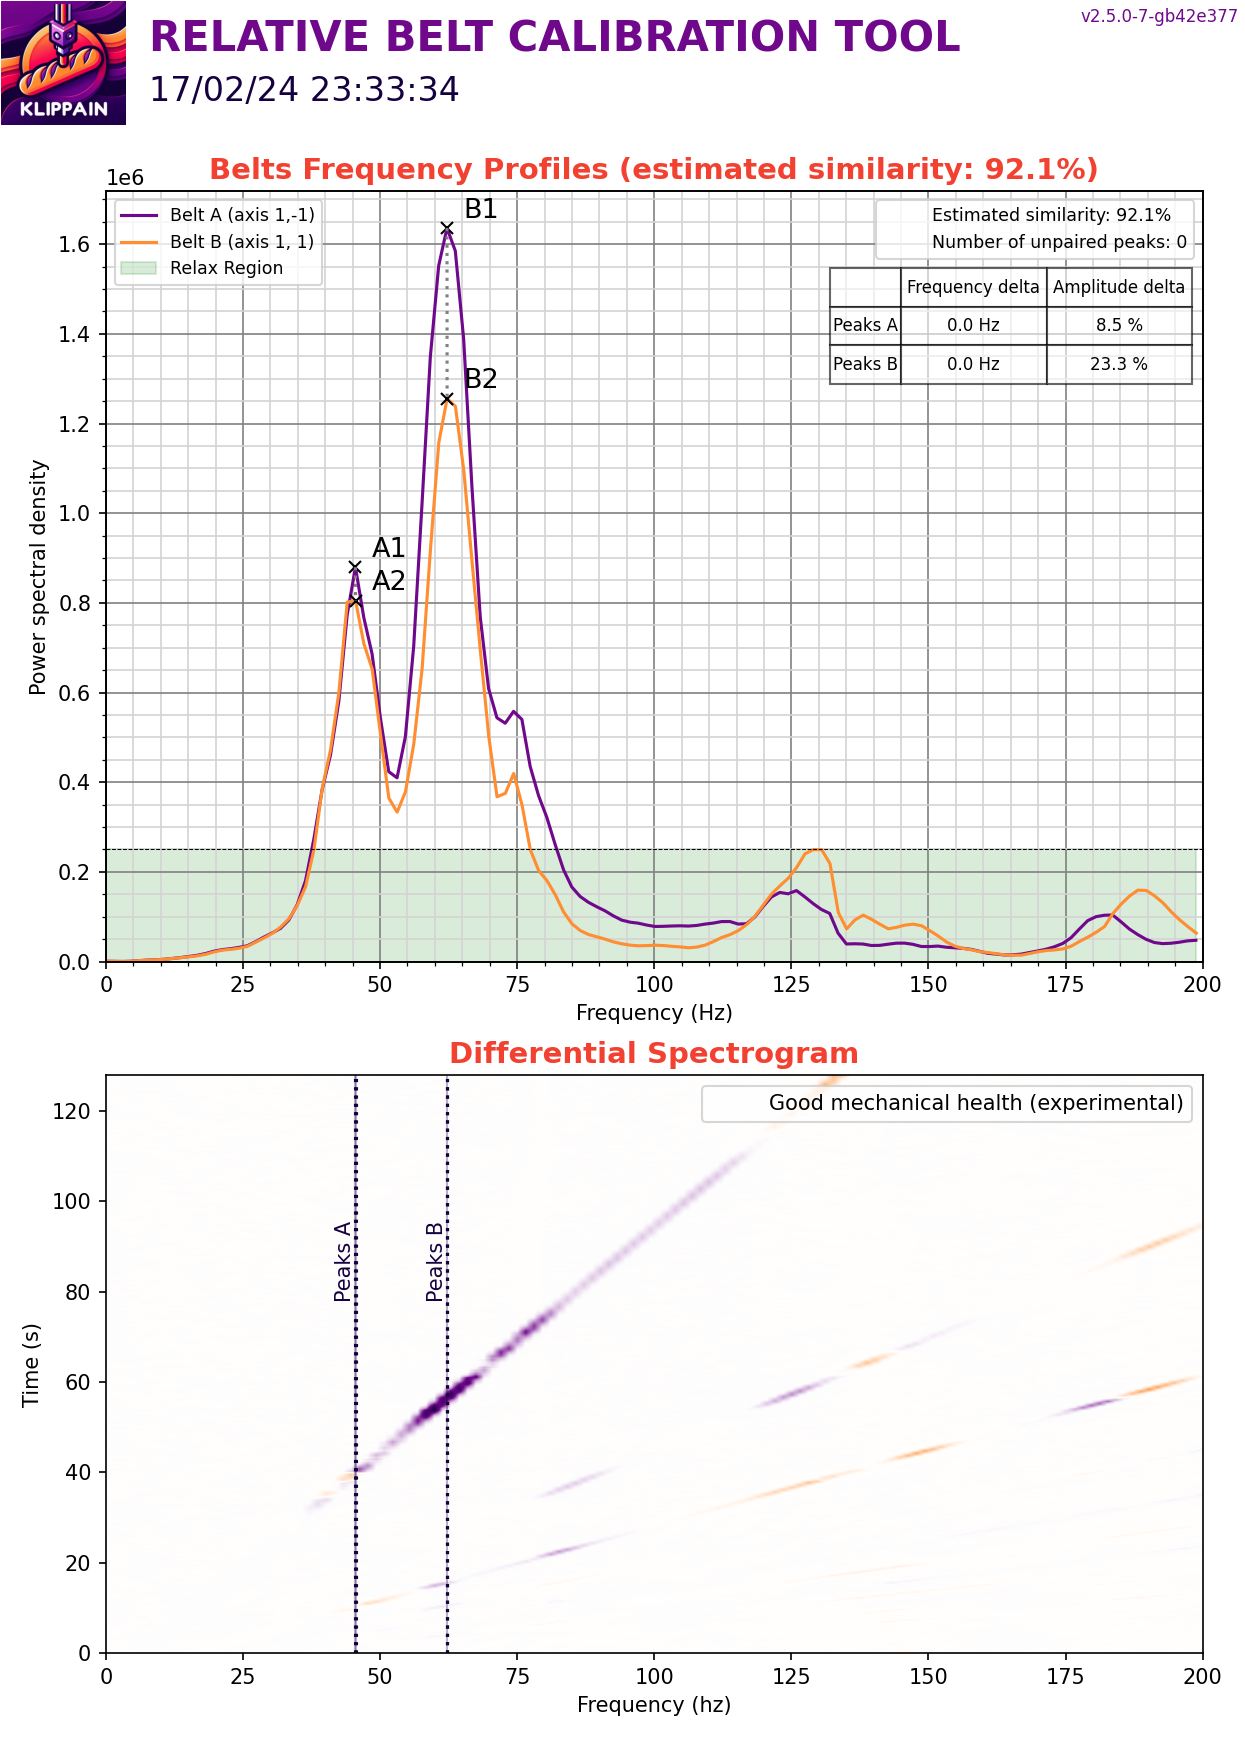 KLIPPAIN
RELATIVE BELT CALIBRATION TOOL
v2.5.0-7-gb42e377
17/02/24 23:33:34
Belts Frequency Profiles (estimated similarity: 92.1%)
1e6
Belt A (axis 1,-1)
Belt B (axis 1, 1)
Relax Region
Estimated similarity: 92.1%
Number of unpaired peaks: 0
Frequency delta Amplitude delta
Peaks A 0.0 Hz 8.5 %
Peaks B 0.0 Hz 23.3 %
B1
B2
A1
A2
Power spectral density
1.6
1.4
1.2
1.0
0.8
0.6
0.4
0.2
0.0
0 25 50 75 100 125 150 175 200
Frequency (Hz)
Differential Spectrogram
Good mechanical health (experimental)
Peaks A
Peaks B
Time (s)
120
100
80
60
40
20
0
0 25 50 75 100 125 150 175 200
Frequency (hz)